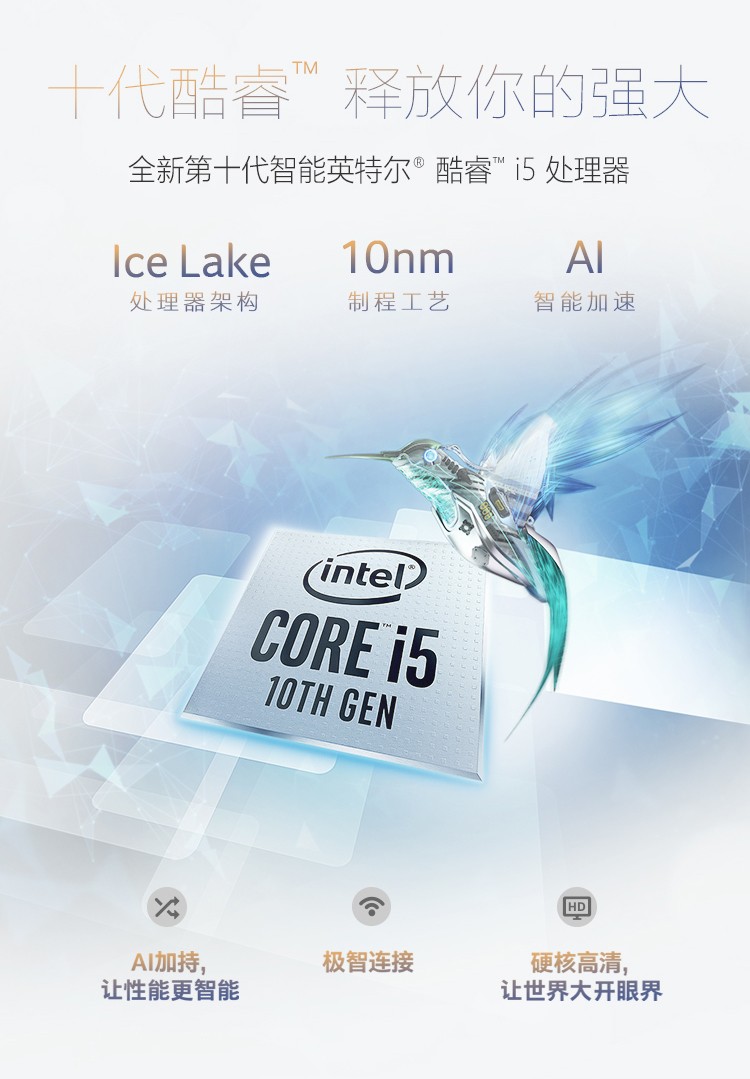 十代酷睿™ 释放你的强大
全新第十代智能英特尔® 酷睿™ i5 处理器
Ice Lake
处理器架构
10nm
制程工艺
AI
智能加速
intel®
CORE™ i5
10TH GEN
AI加持,
让性能更智能
极智连接
HD
硬核高清,
让世界大开眼界